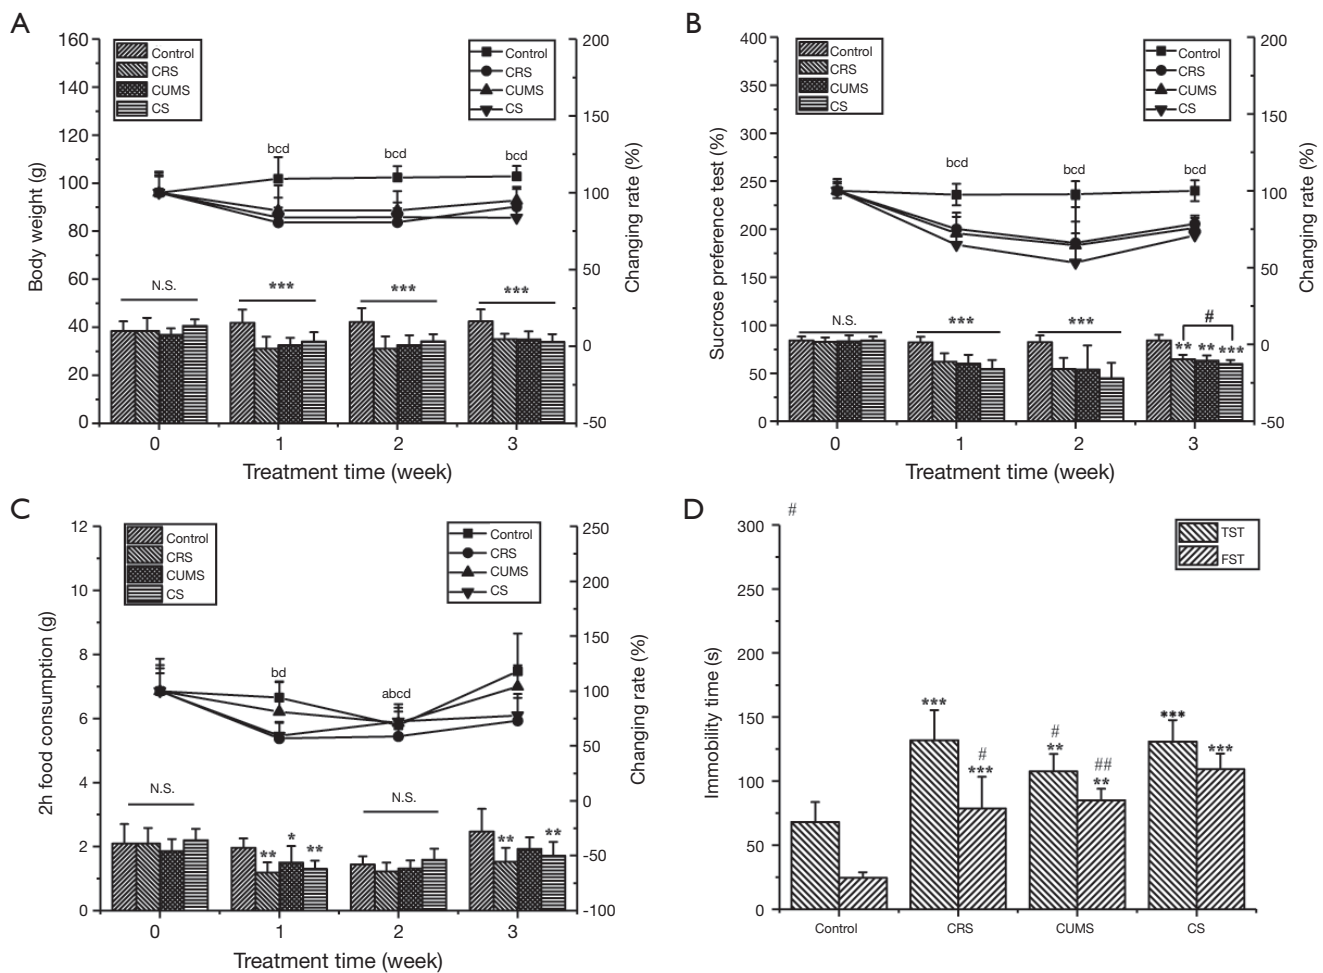 A
160
140
120
100
80
60
40
20
0
Body weight (g)
Control
CRS
CUMS
CS
Control
CRS
CUMS
CS
200
150
100
50
0
-50
Changing rate (%)
bcd
bcd
bcd
N.S.
***
***
***
0
1
2
3
Treatment time (week)
B
400
350
300
250
200
150
100
50
0
Sucrose preference test (%)
Control
CRS
CUMS
CS
Control
CRS
CUMS
CS
200
150
100
50
0
-50
Changing rate (%)
bcd
bcd
bcd
N.S.
***
***
#
** ** ***
0
1
2
3
Treatment time (week)
C
12
10
8
6
4
2
0
2h food consumption (g)
Control
CRS
CUMS
CS
Control
CRS
CUMS
CS
250
200
150
100
50
0
-50
-100
Changing rate (%)
bd
abcd
N.S.
**
*
**
N.S.
**
**
0
1
2
3
Treatment time (week)
D
#
300
250
200
150
100
50
0
Immobility time (s)
TST
FST
***
#
***
#
**
##
**
***
***
Control
CRS
CUMS
CS